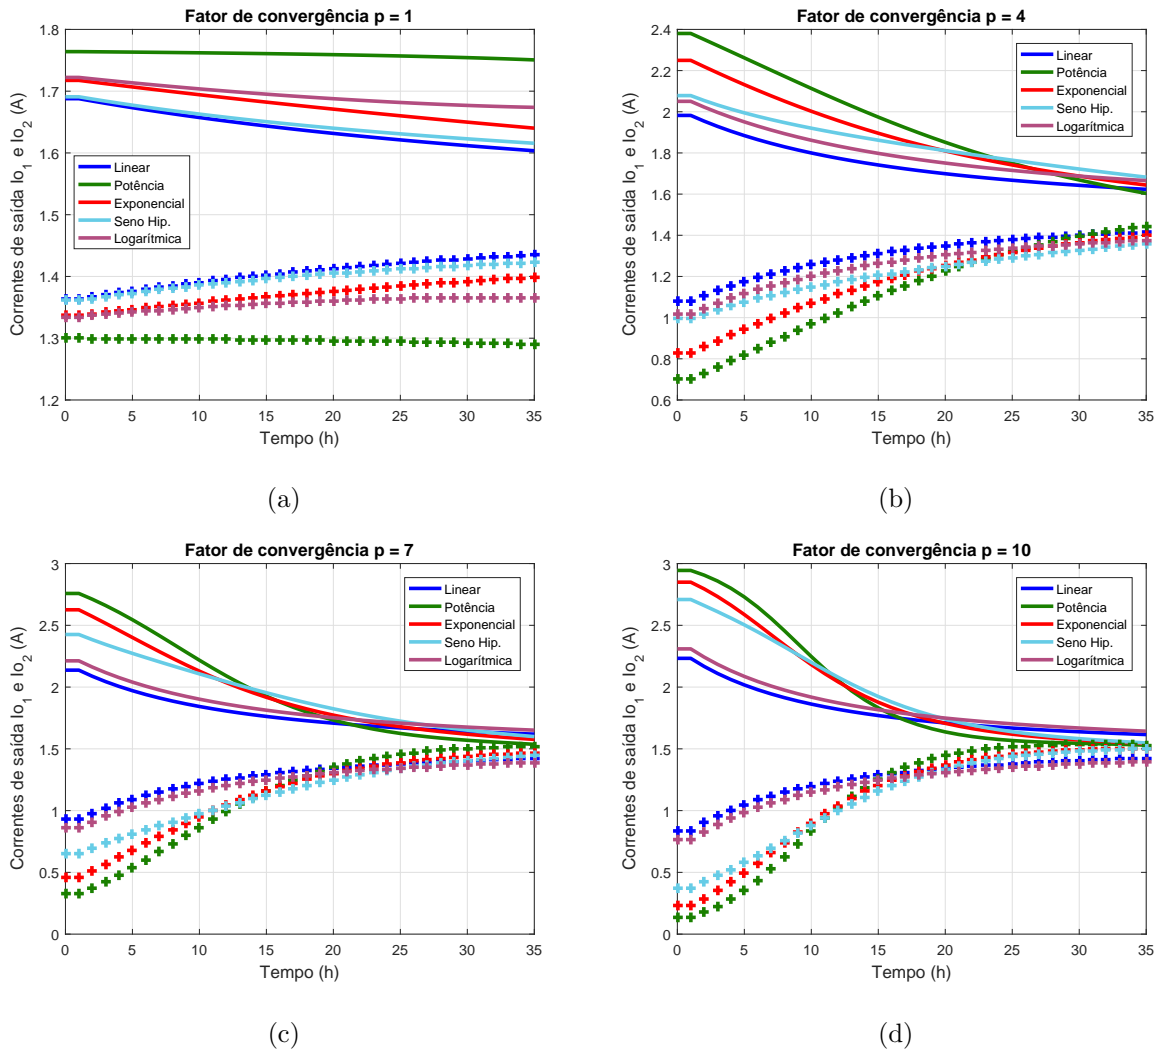 Fator de convergência p = 1
Correntes de saída Io1 e Io2 (A)
1.8
1.7
1.6
1.5
1.4
1.3
1.2
Linear
Potência
Exponencial
Seno Hip.
Logarítmica
0 5 10 15 20 25 30 35
Tempo (h)
(a)
Fator de convergência p = 4
Correntes de saída Io1 e Io2 (A)
2.4
2.2
2
1.8
1.6
1.4
1.2
1
0.8
0.6
Linear
Potência
Exponencial
Seno Hip.
Logarítmica
0 5 10 15 20 25 30 35
Tempo (h)
(b)
Fator de convergência p = 7
Correntes de saída Io1 e Io2 (A)
3
2.5
2
1.5
1
0.5
0
Linear
Potência
Exponencial
Seno Hip.
Logarítmica
0 5 10 15 20 25 30 35
Tempo (h)
(c)
Fator de convergência p = 10
Correntes de saída Io1 e Io2 (A)
3
2.5
2
1.5
1
0.5
0
Linear
Potência
Exponencial
Seno Hip.
Logarítmica
0 5 10 15 20 25 30 35
Tempo (h)
(d)